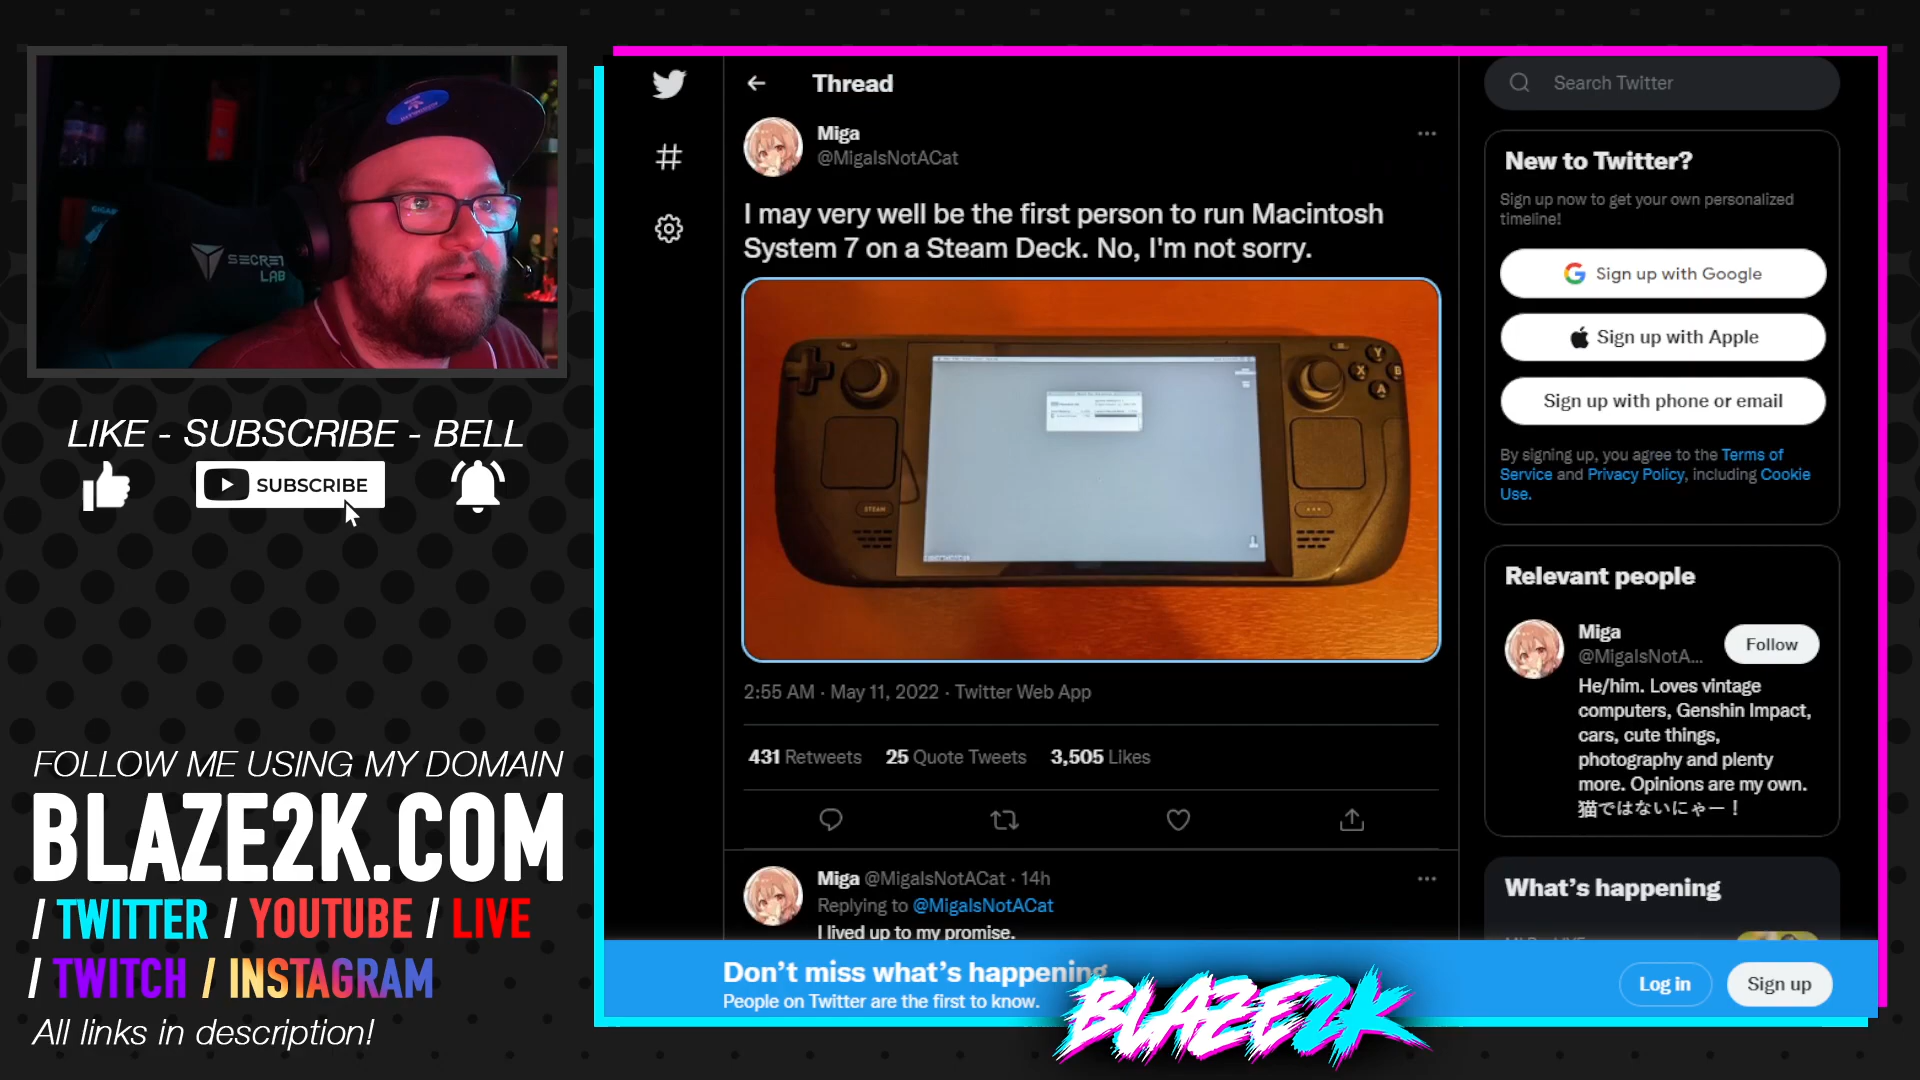 SECRET
LAB
LIKE - SUBSCRIBE - BELL
SUBSCRIBE
FOLLOW ME USING MY DOMAIN
BLAZE2K.COM
/ TWITTER / YOUTUBE / LIVE
/ TWITCH / INSTAGRAM
All links in description!
Thread
Miga
@MigaIsNotACat
I may very well be the first person to run Macintosh
System 7 on a Steam Deck. No, I'm not sorry.
STEAM
Y
X
B
A
2:55 AM · May 11, 2022 · Twitter Web App
431 Retweets 25 Quote Tweets 3,505 Likes
Miga @MigaIsNotACat · 14h
Replying to @MigaIsNotACat
I lived up to my promise.
Search Twitter
New to Twitter?
Sign up now to get your own personalized
timeline!
Sign up with Google
Sign up with Apple
Sign up with phone or email
By signing up, you agree to the Terms of
Service and Privacy Policy, including Cookie
Use.
Relevant people
Miga
@MigaIsNotA...
Follow
He/him. Loves vintage
computers, Genshin Impact,
cars, cute things,
photography and plenty
more. Opinions are my own.
猫ではないにゃー！
What's happening
Don't miss what's happening
People on Twitter are the first to know.
Log in
Sign up
BLAZE2K